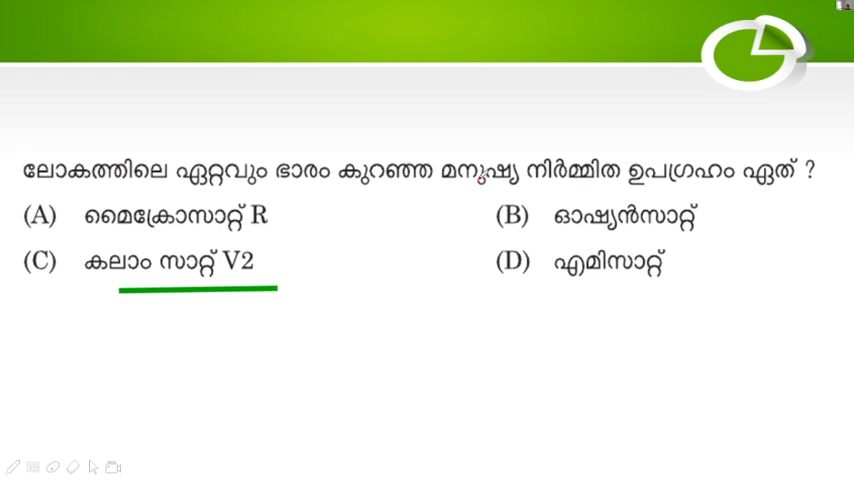 ലോകത്തിലെ ഏറ്റവും ഭാരം കുറഞ്ഞ മനുഷ്യ നിർമ്മിത ഉപഗ്രഹം ഏത് ?
(A) മൈക്രോസാറ്റ് R (B) ഓഷ്യൻസാറ്റ്
(C) കലാം സാറ്റ് V2 (D) എമിസാറ്റ്